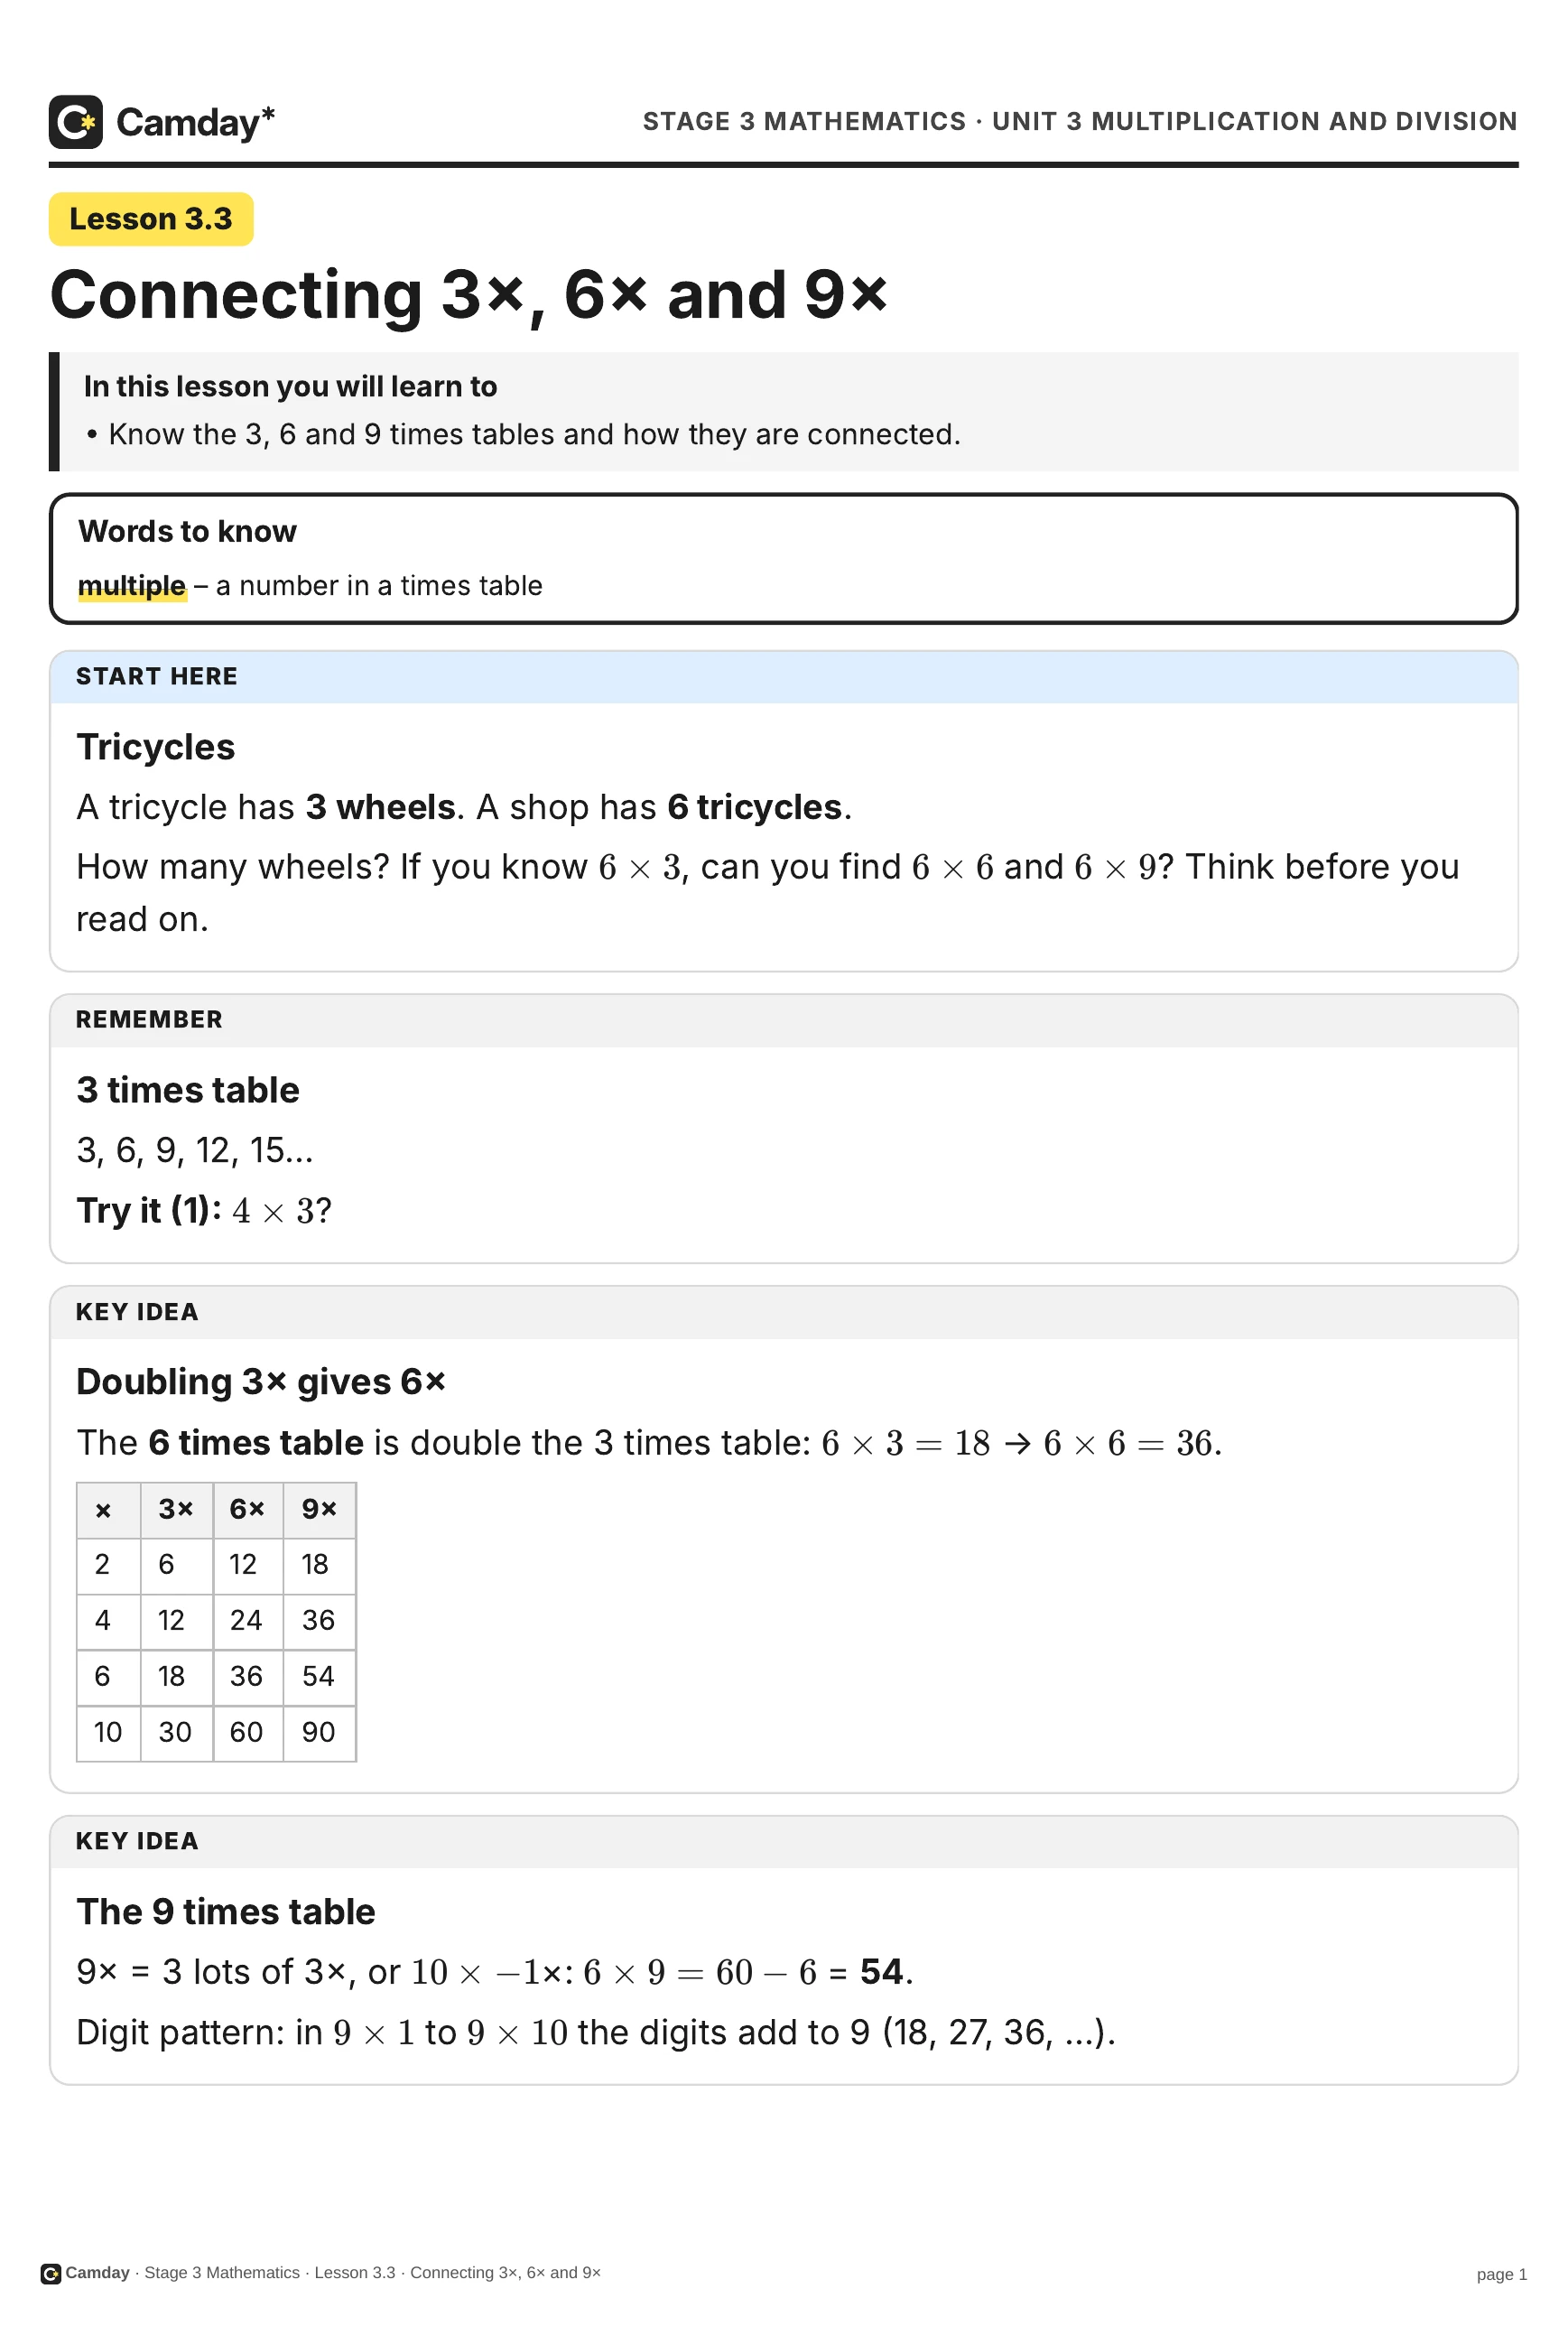 Camday*
STAGE 3 MATHEMATICS · UNIT 3 MULTIPLICATION AND DIVISION
Lesson 3.3
Connecting 3×, 6× and 9×
In this lesson you will learn to
• Know the 3, 6 and 9 times tables and how they are connected.
Words to know
multiple – a number in a times table
START HERE
Tricycles
A tricycle has 3 wheels. A shop has 6 tricycles.
How many wheels? If you know 6 × 3, can you find 6 × 6 and 6 × 9? Think before you
read on.
REMEMBER
3 times table
3, 6, 9, 12, 15...
Try it (1): 4 × 3?
KEY IDEA
Doubling 3× gives 6×
The 6 times table is double the 3 times table: 6 × 3 = 18 → 6 × 6 = 36.
× 3× 6× 9×
2 6 12 18
4 12 24 36
6 18 36 54
10 30 60 90
KEY IDEA
The 9 times table
9× = 3 lots of 3×, or 10 × −1×: 6 × 9 = 60 − 6 = 54.
Digit pattern: in 9 × 1 to 9 × 10 the digits add to 9 (18, 27, 36, ...).
Camday · Stage 3 Mathematics · Lesson 3.3 · Connecting 3×, 6× and 9×
page 1